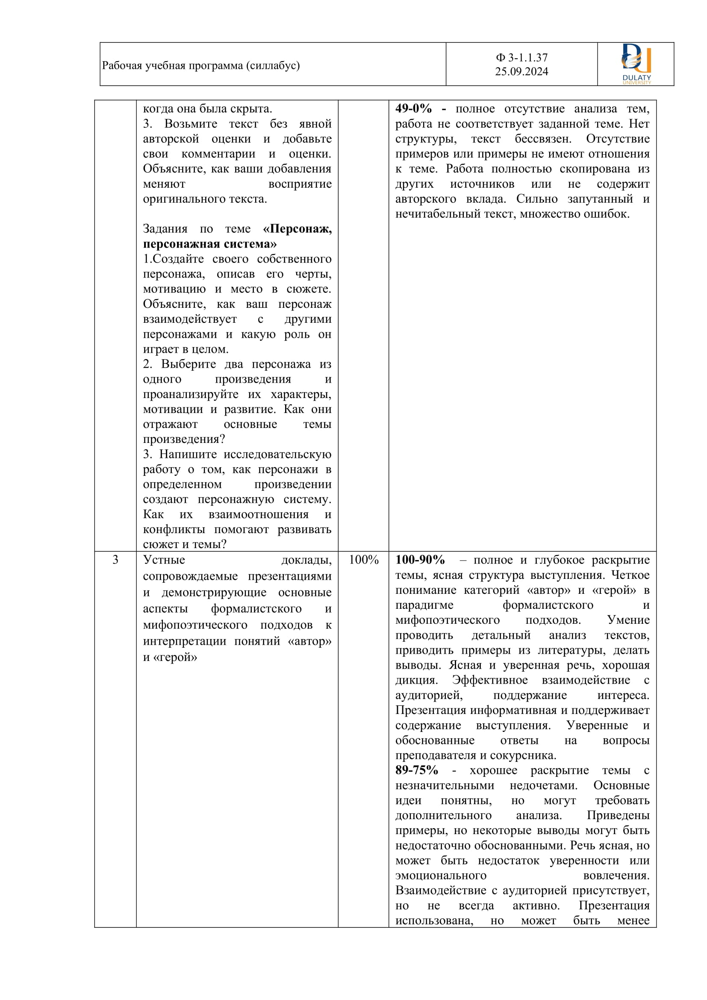 Рабочая учебная программа (силлабус)
Ф 3-1.1.37
25.09.2024
DULATY
UNIVERSITY
когда она была скрыта.
3. Возьмите текст без явной
авторской оценки и добавьте
свои комментарии и оценки.
Объясните, как ваши добавления
меняют восприятие
оригинального текста.
Задания по теме «Персонаж,
персонажная система»
1.Создайте своего собственного
персонажа, описав его черты,
мотивацию и место в сюжете.
Объясните, как ваш персонаж
взаимодействует с другими
персонажами и какую роль он
играет в целом.
2. Выберите два персонажа из
одного произведения и
проанализируйте их характеры,
мотивации и развитие. Как они
отражают основные темы
произведения?
3. Напишите исследовательскую
работу о том, как персонажи в
определенном произведении
создают персонажную систему.
Как их взаимоотношения и
конфликты помогают развивать
сюжет и темы?
49-0% - полное отсутствие анализа тем,
работа не соответствует заданной теме. Нет
структуры, текст бессвязен. Отсутствие
примеров или примеры не имеют отношения
к теме. Работа полностью скопирована из
других источников или не содержит
авторского вклада. Сильно запутанный и
нечитабельный текст, множество ошибок.
3
Устные доклады,
сопровождаемые презентациями
и демонстрирующие основные
аспекты формалистского и
мифопоэтического подходов к
интерпретации понятий «автор»
и «герой»
100%
100-90% – полное и глубокое раскрытие
темы, ясная структура выступления. Четкое
понимание категорий «автор» и «герой» в
парадигме формалистского и
мифопоэтического подходов. Умение
проводить детальный анализ текстов,
приводить примеры из литературы, делать
выводы. Ясная и уверенная речь, хорошая
дикция. Эффективное взаимодействие с
аудиторией, поддержание интереса.
Презентация информативная и поддерживает
содержание выступления. Уверенные и
обоснованные ответы на вопросы
преподавателя и сокурсника.
89-75% - хорошее раскрытие темы с
незначительными недочетами. Основные
идеи понятны, но могут требовать
дополнительного анализа. Приведены
примеры, но некоторые выводы могут быть
недостаточно обоснованными. Речь ясная, но
может быть недостаток уверенности или
эмоционального вовлечения.
Взаимодействие с аудиторией присутствует,
но не всегда активно. Презентация
использована, но может быть менее